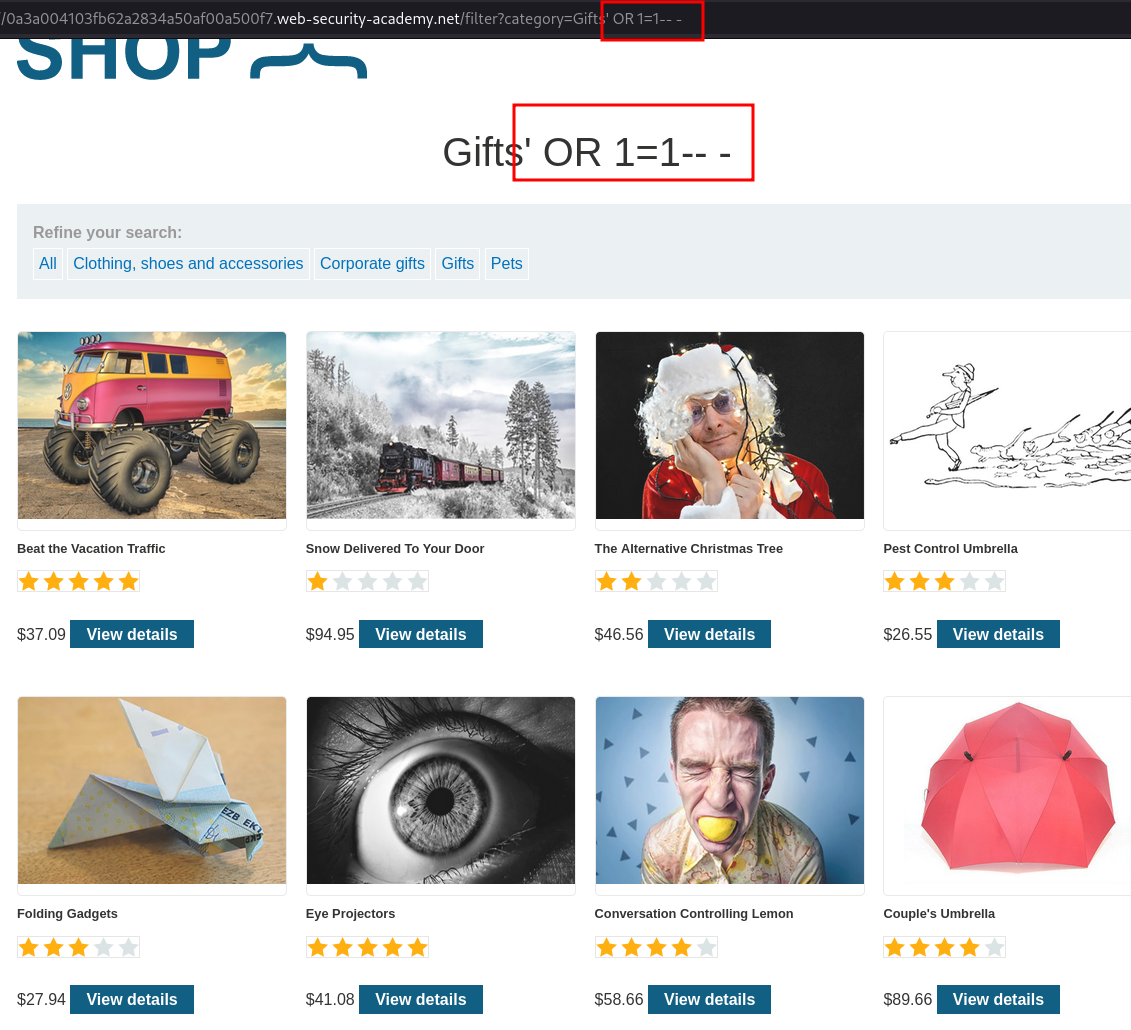 /0a3a004103fb62a2834a50af00a500f7.web-security-academy.net/filter?category=Gifts' OR 1=1-- -
SHOP
Gifts' OR 1=1-- -
Refine your search:
All Clothing, shoes and accessories Corporate gifts Gifts Pets
Beat the Vacation Traffic Snow Delivered To Your Door The Alternative Christmas Tree Pest Control Umbrella
$37.09 View details $94.95 View details $46.56 View details $26.55 View details
EZB EK
Folding Gadgets Eye Projectors Conversation Controlling Lemon Couple's Umbrella
$27.94 View details $41.08 View details $58.66 View details $89.66 View details